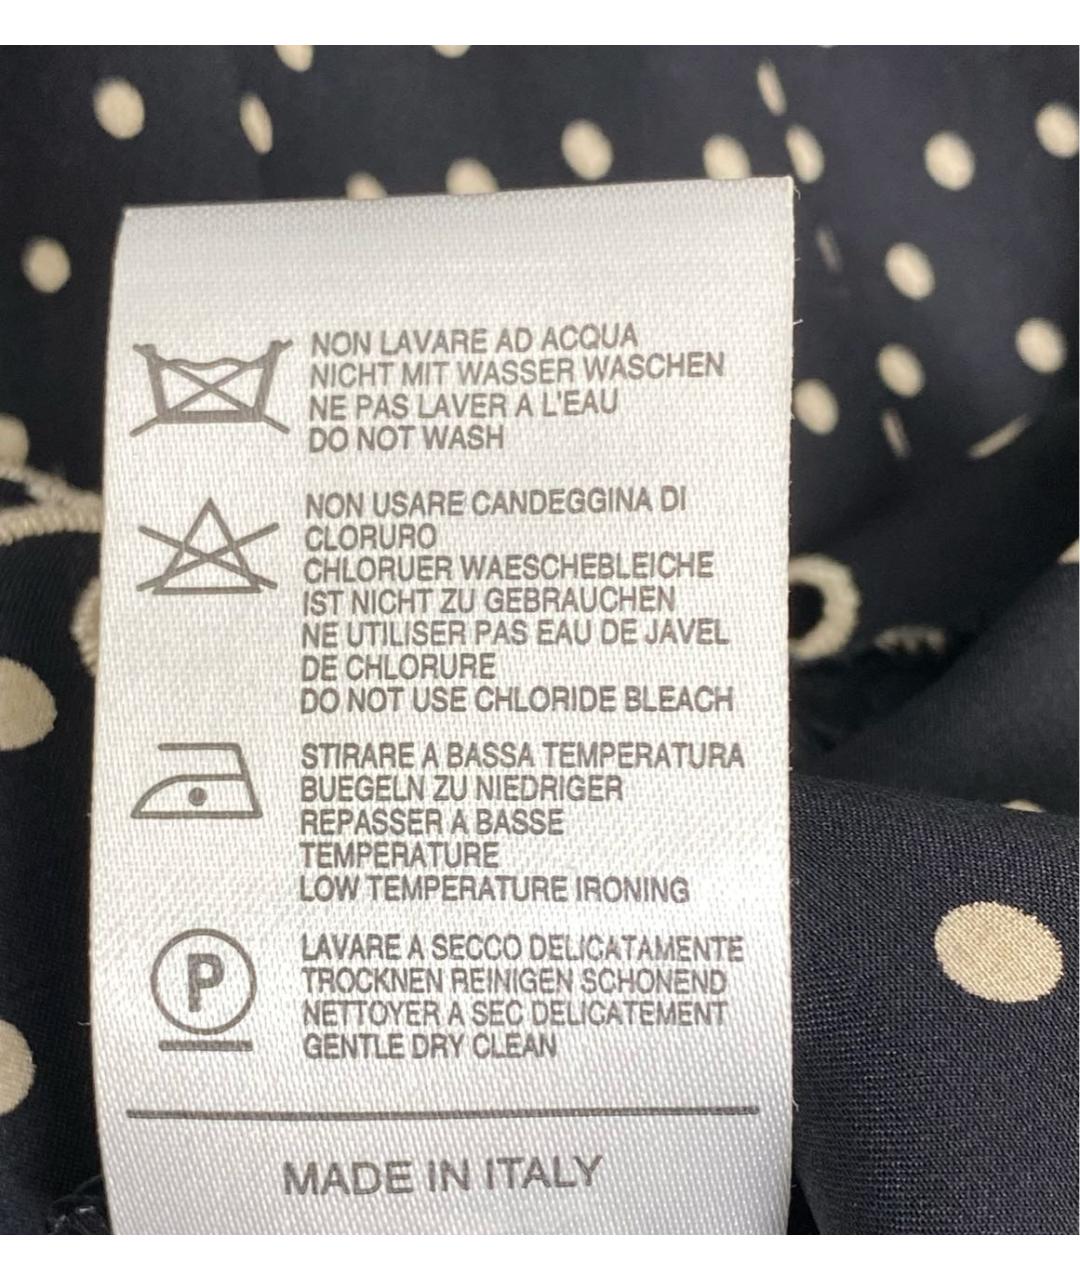 NON LAVARE AD ACQUA
NICHT MIT WASSER WASCHEN
NE PAS LAVER A L'EAU
DO NOT WASH
NON USARE CANDEGGINA DI
CLORURO
CHLORUER WAESCHEBLEICHE
IST NICHT ZU GEBRAUCHEN
NE UTILISER PAS EAU DE JAVEL
DE CHLORURE
DO NOT USE CHLORIDE BLEACH
STIRARE A BASSA TEMPERATURA
BUEGELN ZU NIEDRIGER
REPASSER A BASSE
TEMPERATURE
LOW TEMPERATURE IRONING
P
LAVARE A SECCO DELICATAMENTE
TROCKNEN REINIGEN SCHONEND
NETTOYER A SEC DELICATEMENT
GENTLE DRY CLEAN
MADE IN ITALY